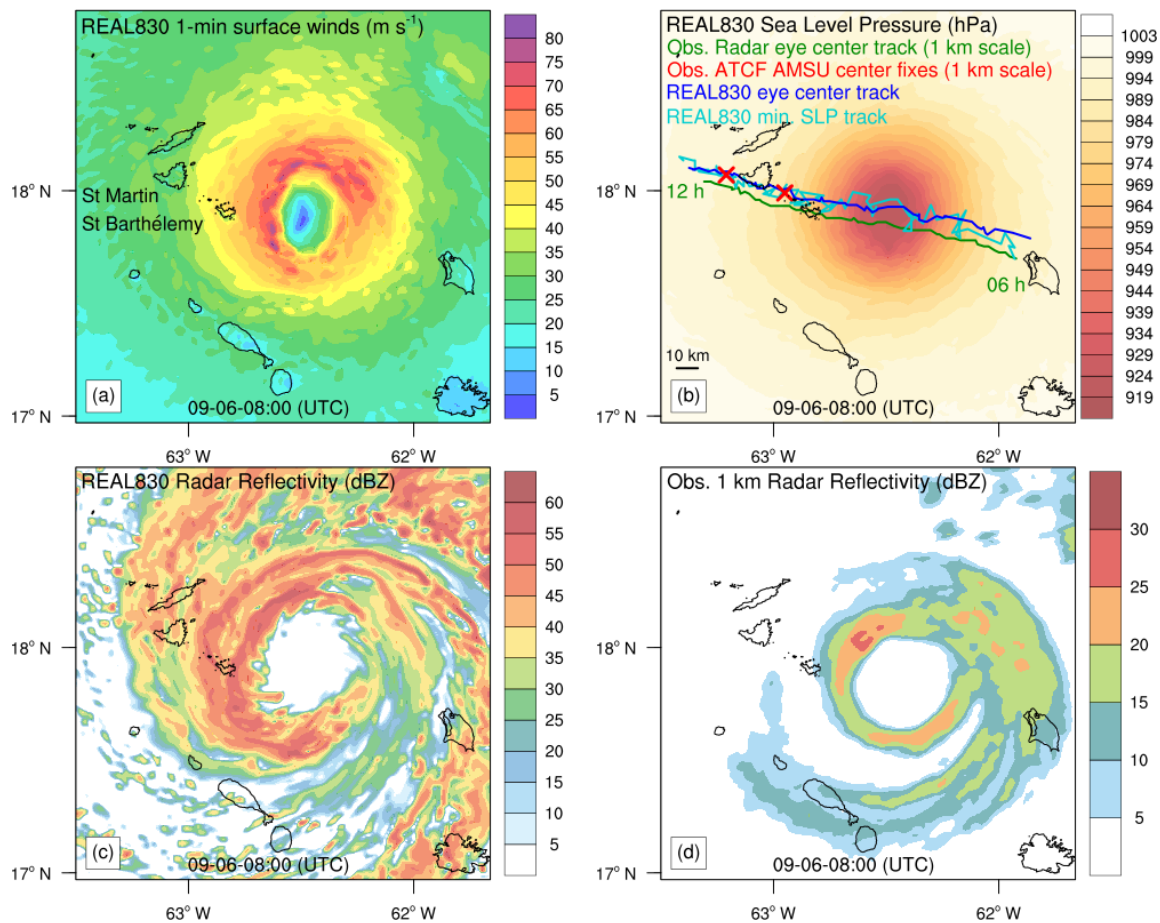 REAL830 1-min surface winds (m s⁻¹)
80
75
70
65
60
55
50
45
40
35
30
25
20
15
10
5
18° N
St Martin
St Barthélemy
(a)
17° N
09-06-08:00 (UTC)
63° W
62° W
REAL830 Sea Level Pressure (hPa)
Obs. Radar eye center track (1 km scale)
Obs. ATCF AMSU center fixes (1 km scale)
REAL830 eye center track
REAL830 min. SLP track
1003
999
994
989
984
979
974
969
964
959
954
949
944
939
934
929
924
919
18° N
12 h
06 h
10 km
(b)
17° N
09-06-08:00 (UTC)
63° W
62° W
REAL830 Radar Reflectivity (dBZ)
60
55
50
45
40
35
30
25
20
15
10
5
18° N
(c)
17° N
09-06-08:00 (UTC)
63° W
62° W
Obs. 1 km Radar Reflectivity (dBZ)
30
25
20
15
10
5
18° N
(d)
17° N
09-06-08:00 (UTC)
63° W
62° W